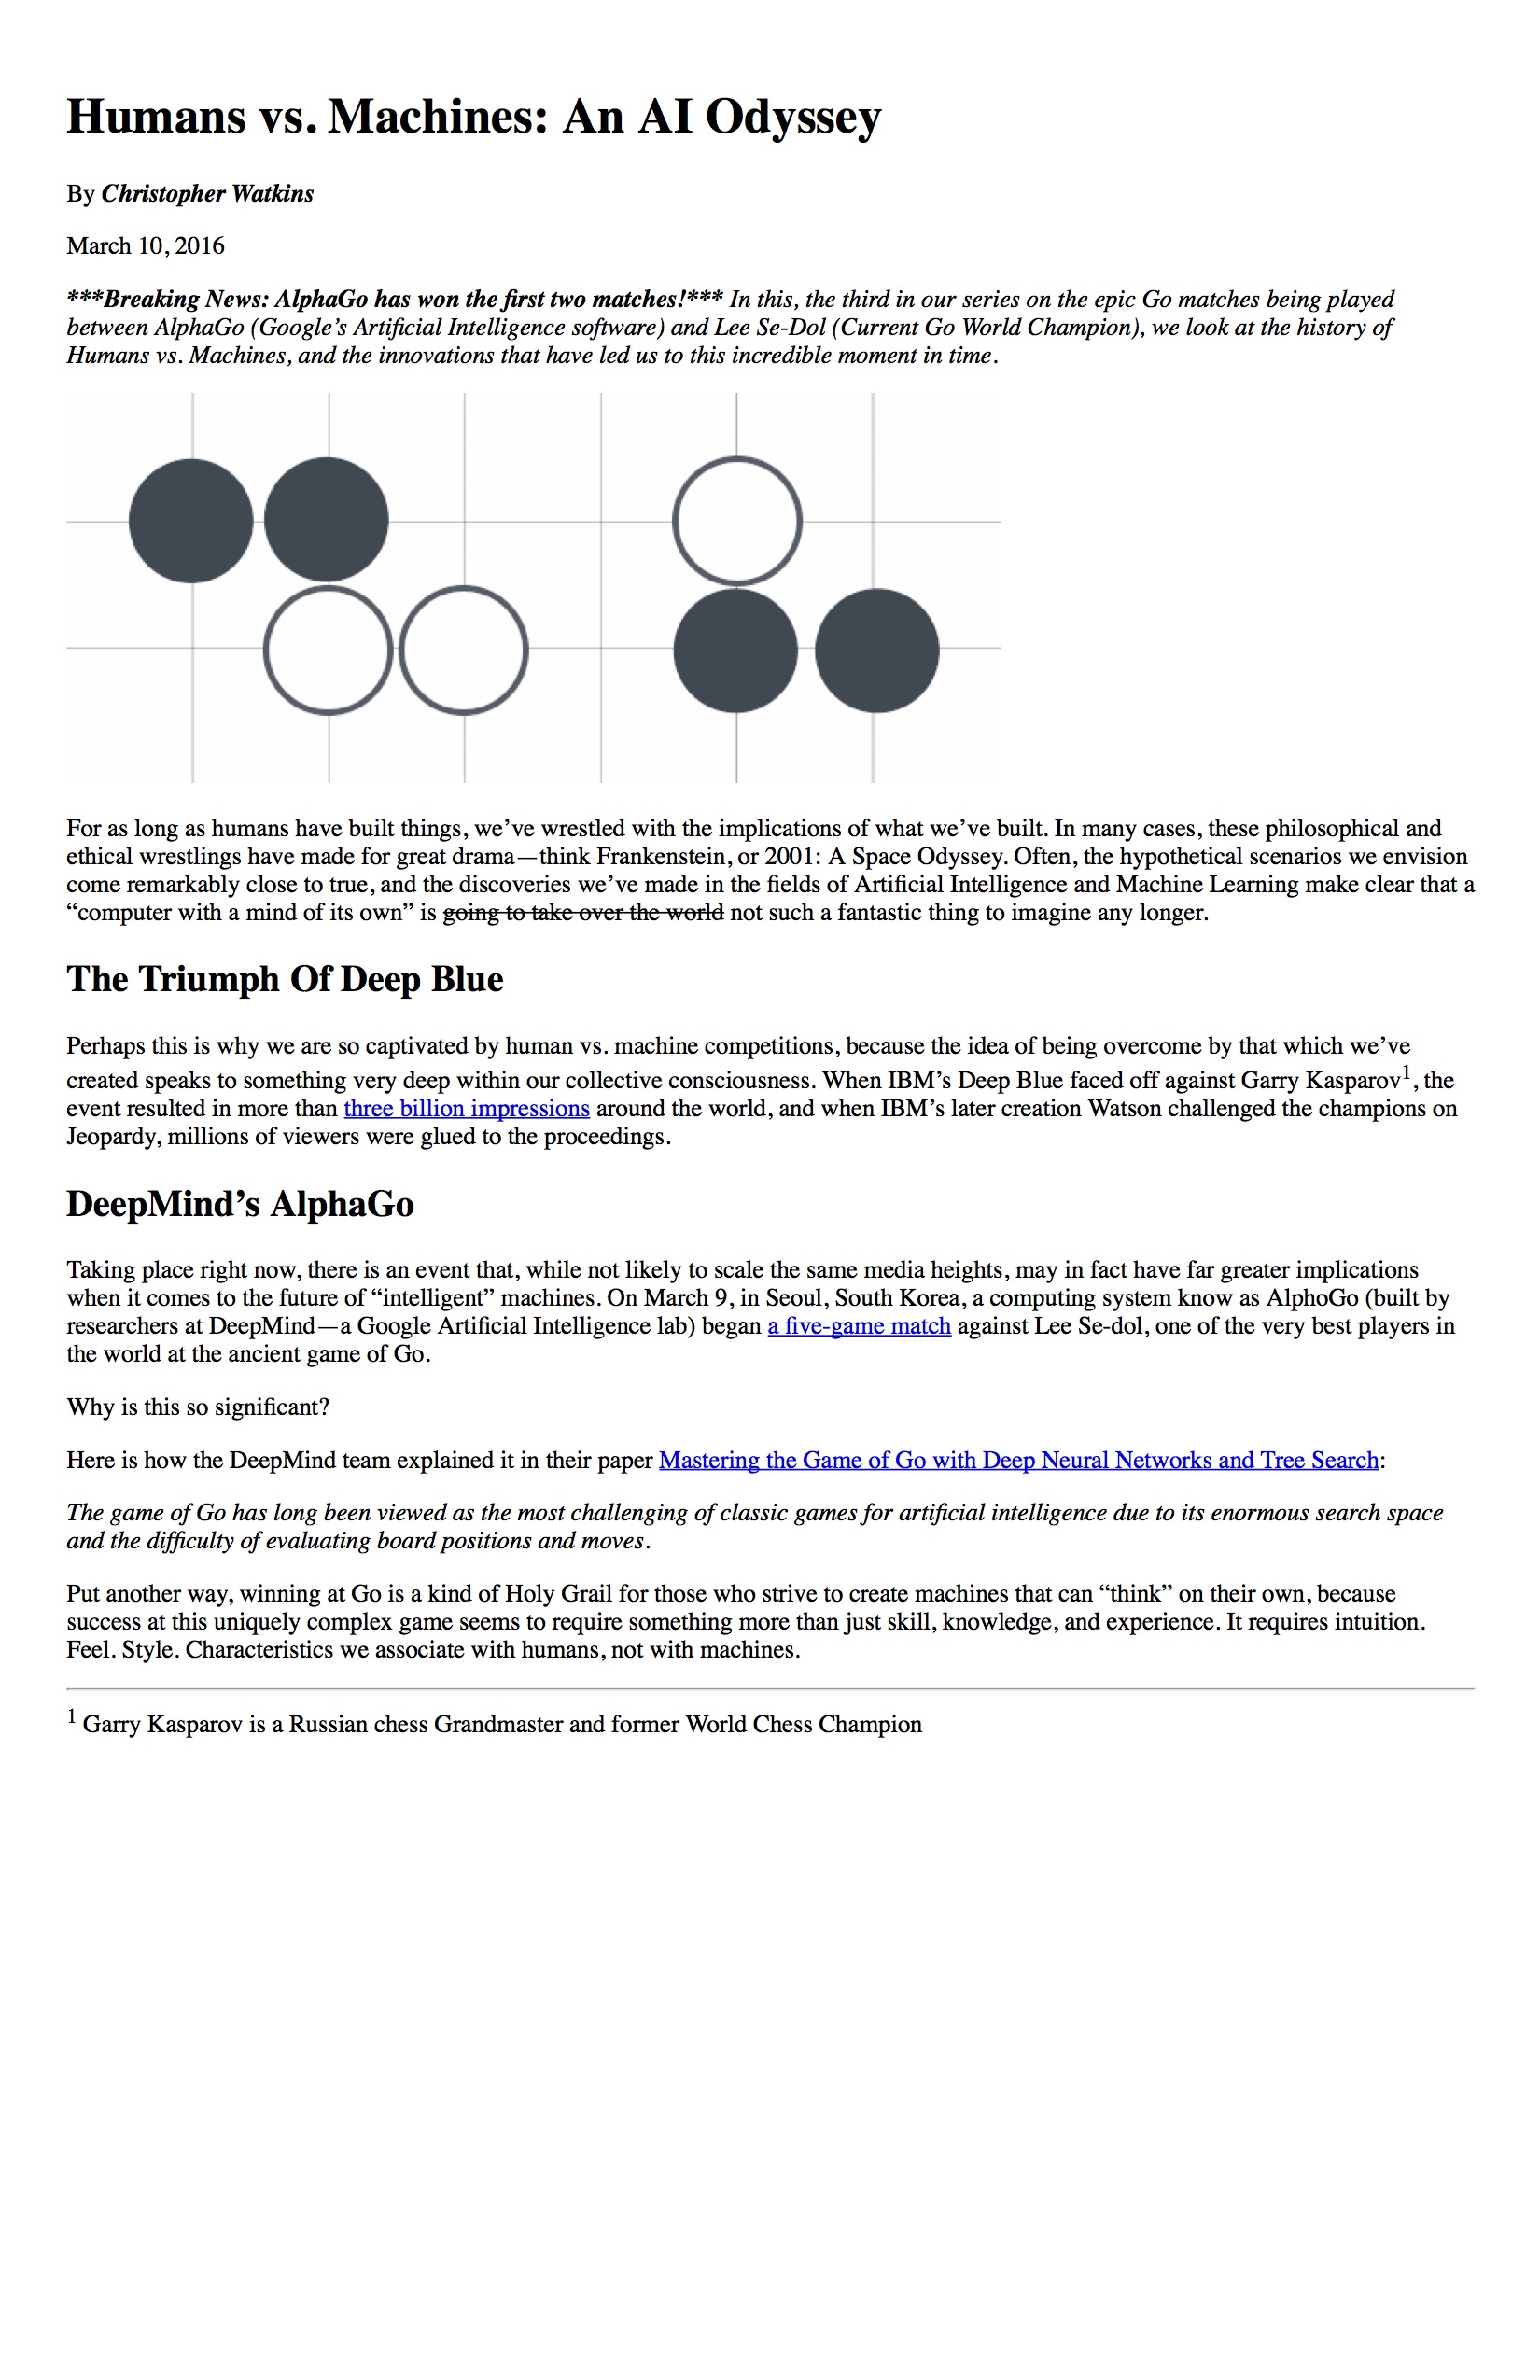 Humans vs. Machines: An AI Odyssey
By Christopher Watkins
March 10, 2016
***Breaking News: AlphaGo has won the first two matches!*** In this, the third in our series on the epic Go matches being played
between AlphaGo (Google’s Artificial Intelligence software) and Lee Se-Dol (Current Go World Champion), we look at the history of
Humans vs. Machines, and the innovations that have led us to this incredible moment in time.
For as long as humans have built things, we’ve wrestled with the implications of what we’ve built. In many cases, these philosophical and
ethical wrestlings have made for great drama—think Frankenstein, or 2001: A Space Odyssey. Often, the hypothetical scenarios we envision
come remarkably close to true, and the discoveries we’ve made in the fields of Artificial Intelligence and Machine Learning make clear that a
“computer with a mind of its own” is going to take over the world not such a fantastic thing to imagine any longer.
The Triumph Of Deep Blue
Perhaps this is why we are so captivated by human vs. machine competitions, because the idea of being overcome by that which we’ve
created speaks to something very deep within our collective consciousness. When IBM’s Deep Blue faced off against Garry Kasparov1, the
event resulted in more than three billion impressions around the world, and when IBM’s later creation Watson challenged the champions on
Jeopardy, millions of viewers were glued to the proceedings.
DeepMind’s AlphaGo
Taking place right now, there is an event that, while not likely to scale the same media heights, may in fact have far greater implications
when it comes to the future of “intelligent” machines. On March 9, in Seoul, South Korea, a computing system know as AlphoGo (built by
researchers at DeepMind—a Google Artificial Intelligence lab) began a five-game match against Lee Se-dol, one of the very best players in
the world at the ancient game of Go.
Why is this so significant?
Here is how the DeepMind team explained it in their paper Mastering the Game of Go with Deep Neural Networks and Tree Search:
The game of Go has long been viewed as the most challenging of classic games for artificial intelligence due to its enormous search space
and the difficulty of evaluating board positions and moves.
Put another way, winning at Go is a kind of Holy Grail for those who strive to create machines that can “think” on their own, because
success at this uniquely complex game seems to require something more than just skill, knowledge, and experience. It requires intuition.
Feel. Style. Characteristics we associate with humans, not with machines.
1 Garry Kasparov is a Russian chess Grandmaster and former World Chess Champion